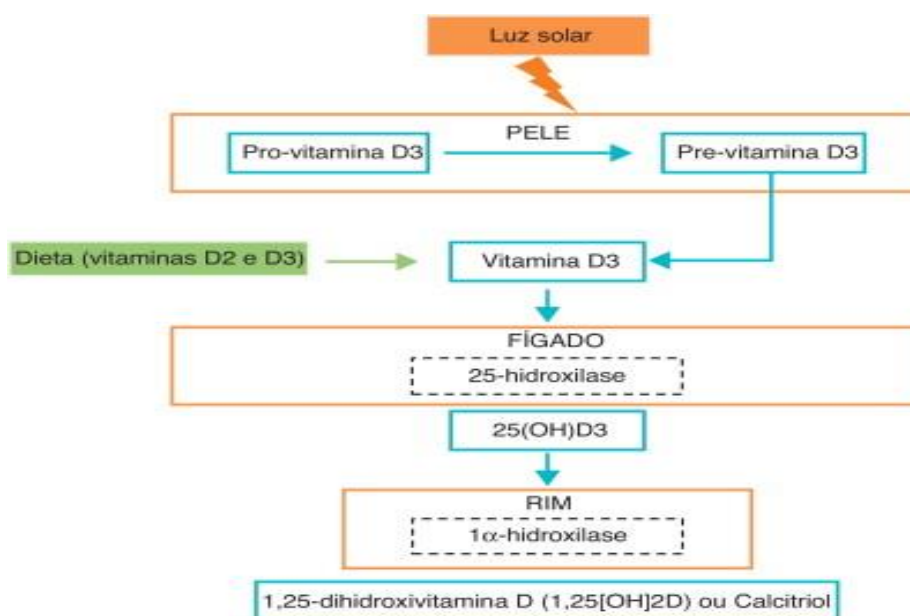 Luz solar
PELE
Pro-vitamina D3
Pre-vitamina D3
Dieta (vitaminas D2 e D3)
Vitamina D3
FÍGADO
25-hidroxilase
25(OH)D3
RIM
1α-hidroxilase
1,25-dihidroxivitamina D (1,25[OH]2D) ou Calcitriol